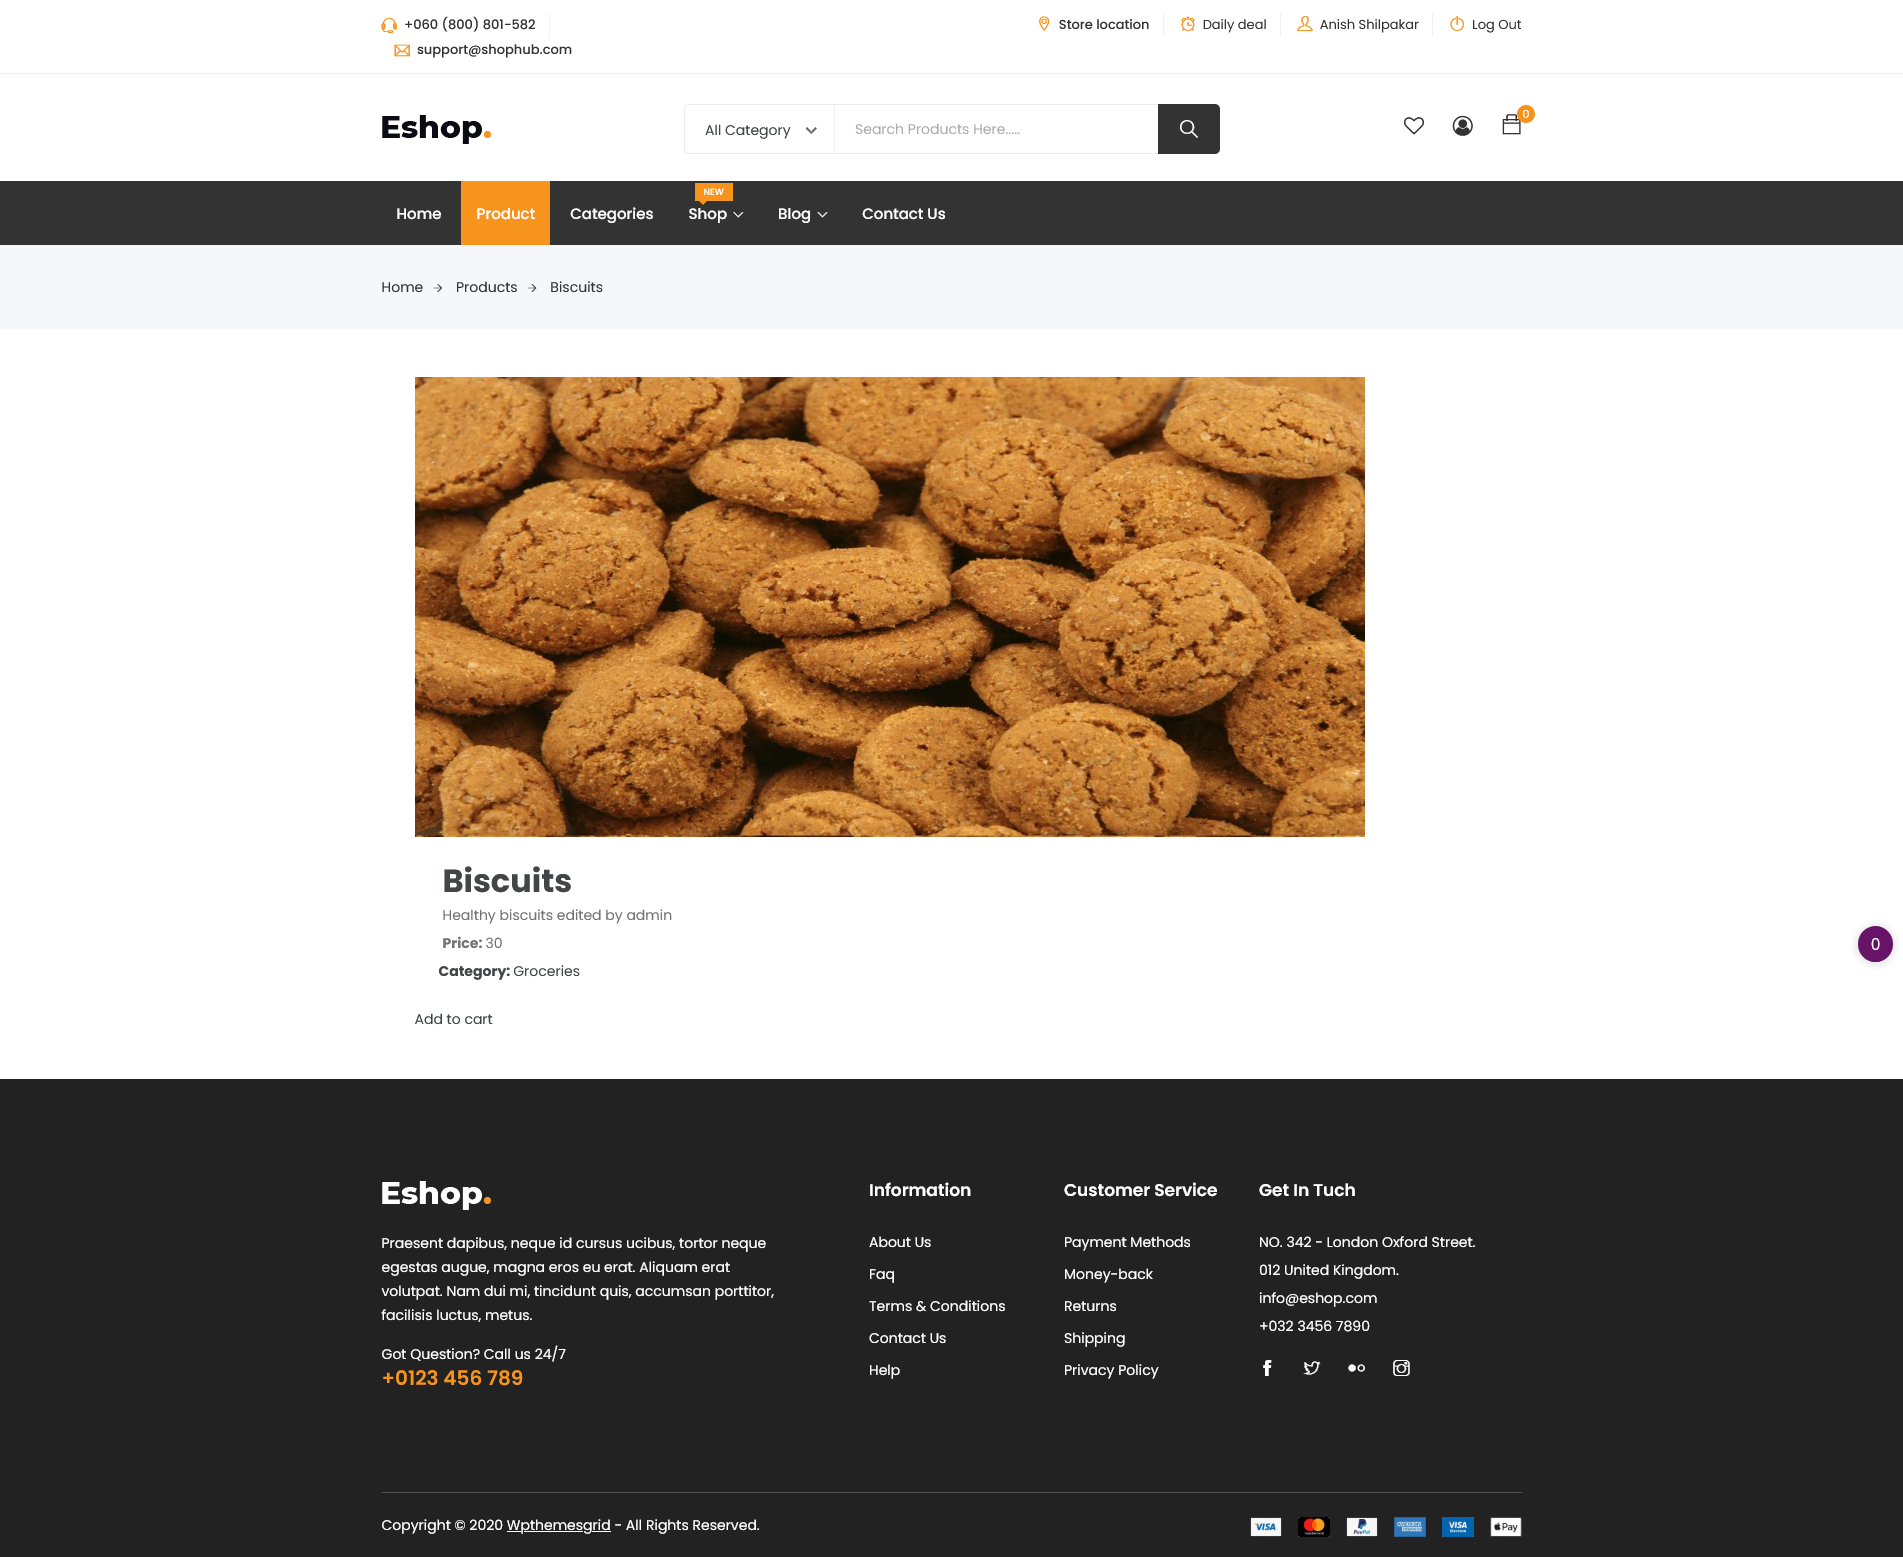 +060 (800) 801-582
support@shophub.com
Store location
Daily deal
Anish Shilpakar
Log Out
Eshop.
All Category
Search Products Here.....
0
Home
Product
Categories
NEW
Shop
Blog
Contact Us
Home
Products
Biscuits
Biscuits
Healthy biscuits edited by admin
Price: 30
Category: Groceries
0
Add to cart
Eshop.
Praesent dapibus, neque id cursus ucibus, tortor neque
egestas augue, magna eros eu erat. Aliquam erat
volutpat. Nam dui mi, tincidunt quis, accumsan porttitor,
facilisis luctus, metus.
Got Question? Call us 24/7
+0123 456 789
Information
About Us
Faq
Terms & Conditions
Contact Us
Help
Customer Service
Payment Methods
Money-back
Returns
Shipping
Privacy Policy
Get In Tuch
NO. 342 - London Oxford Street.
012 United Kingdom.
info@eshop.com
+032 3456 7890
Copyright © 2020 Wpthemesgrid - All Rights Reserved.
VISA
PayPal
VISA
Pay